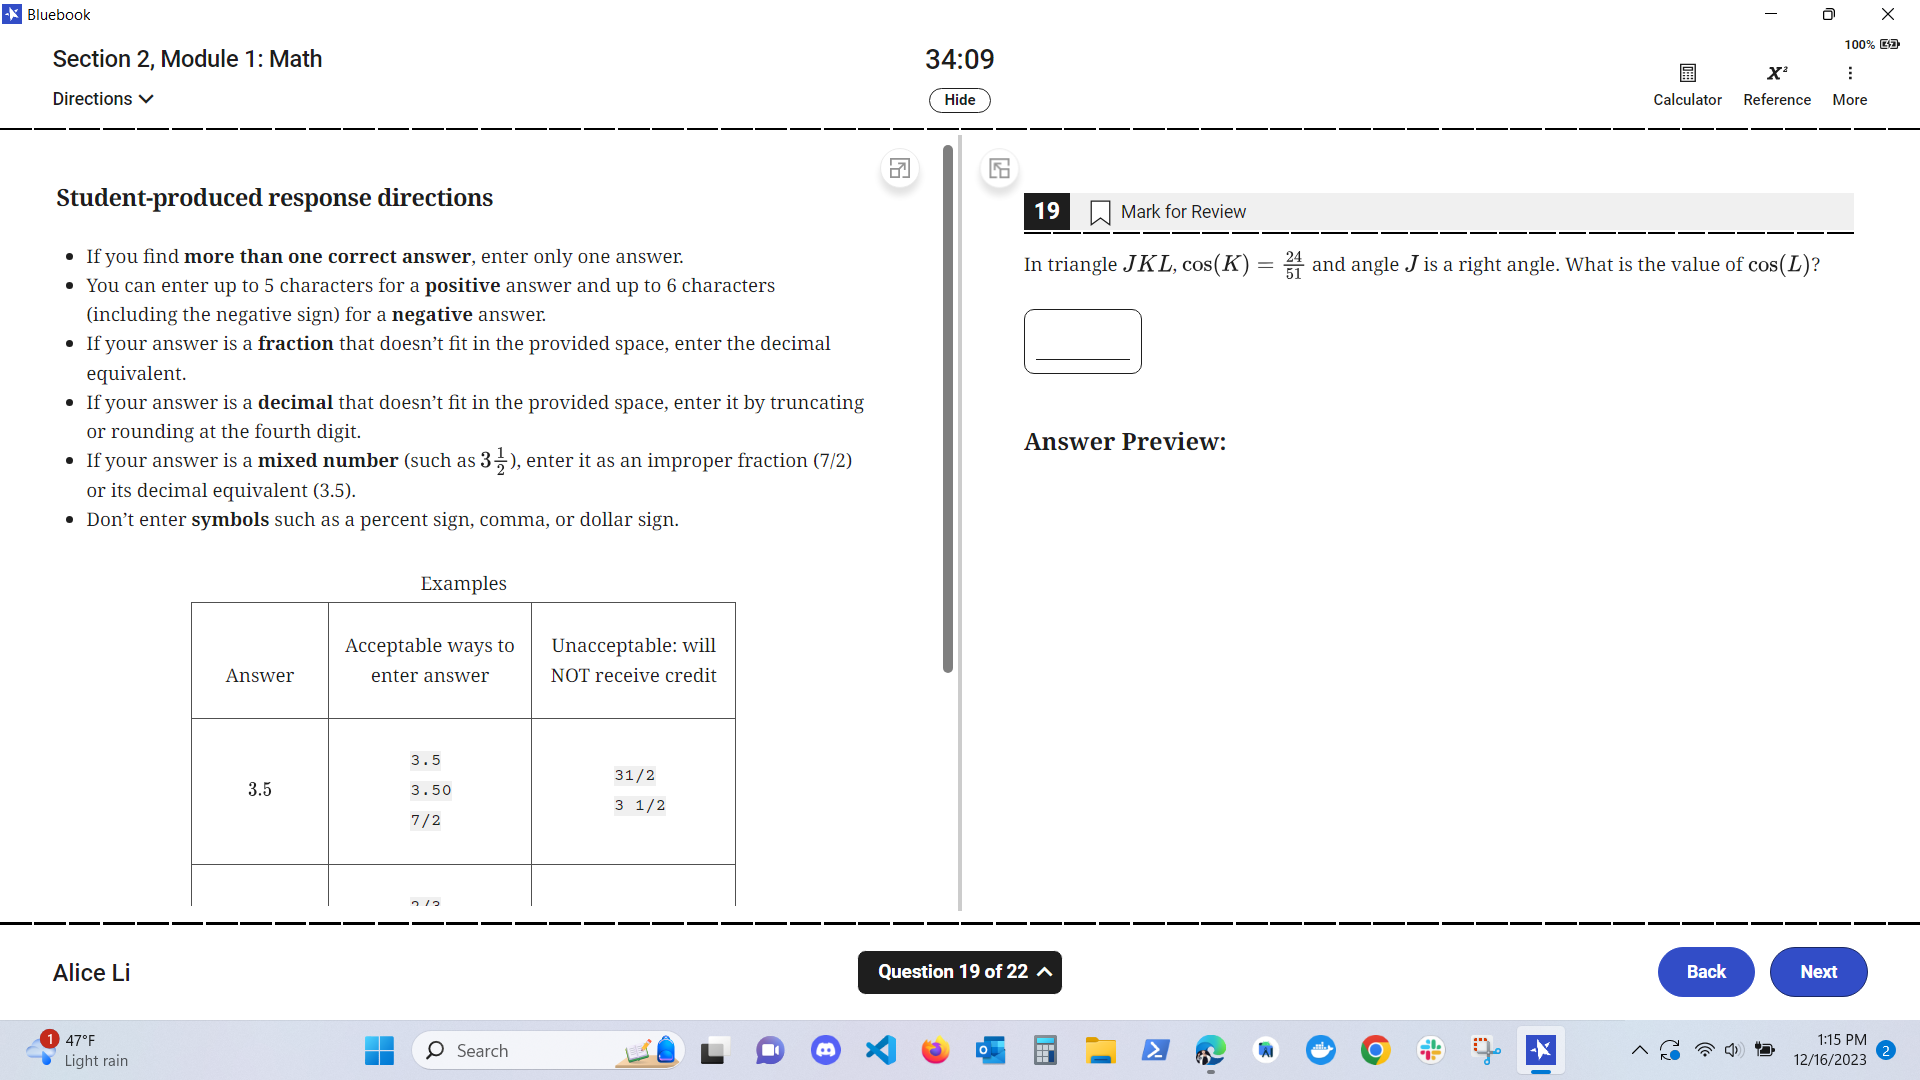 Bluebook
Section 2, Module 1: Math
Directions
34:09
Hide
100%
Calculator
X²
Reference
More
Student-produced response directions
• If you find more than one correct answer, enter only one answer.
• You can enter up to 5 characters for a positive answer and up to 6 characters
(including the negative sign) for a negative answer.
• If your answer is a fraction that doesn’t fit in the provided space, enter the decimal
equivalent.
• If your answer is a decimal that doesn’t fit in the provided space, enter it by truncating
or rounding at the fourth digit.
• If your answer is a mixed number (such as 3 1/2), enter it as an improper fraction (7/2)
or its decimal equivalent (3.5).
• Don’t enter symbols such as a percent sign, comma, or dollar sign.
Examples
Answer
Acceptable ways to
enter answer
Unacceptable: will
NOT receive credit
3.5
3.5
3.50
7/2
31/2
3 1/2
2/3
19
Mark for Review
In triangle JKL, cos(K) = 24/51 and angle J is a right angle. What is the value of cos(L)?
Answer Preview:
Alice Li
Question 19 of 22
Back
Next
1
47°F
Light rain
Search
1:15 PM
12/16/2023
2